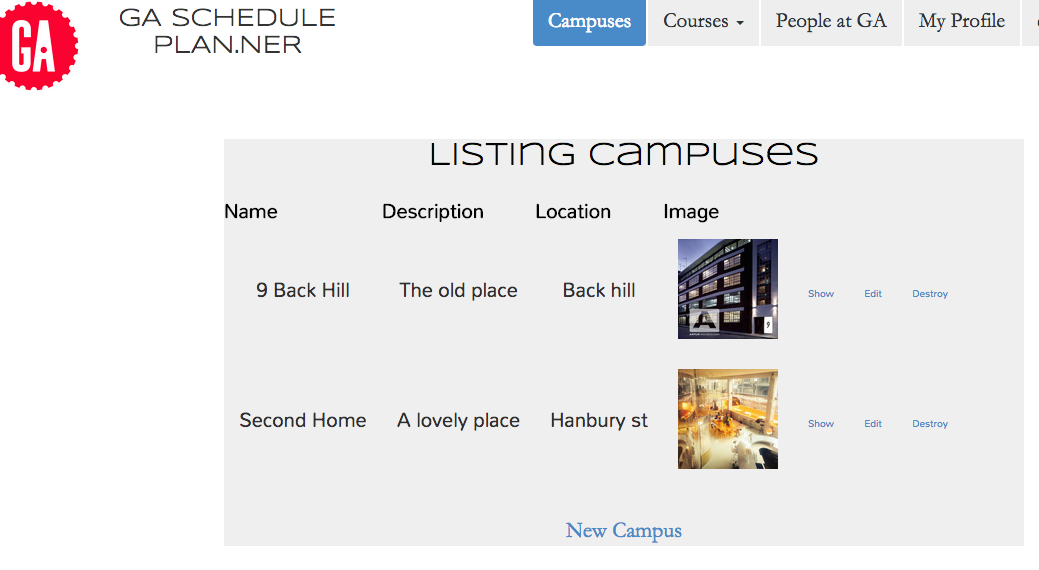 GA
GA SCHEDULE
PLAN.NER
Campuses Courses People at GA My Profile
Listing campuses
Name Description Location Image
9 Back Hill The old place Back hill Show Edit Destroy
9
Second Home A lovely place Hanbury st Show Edit Destroy
New Campus